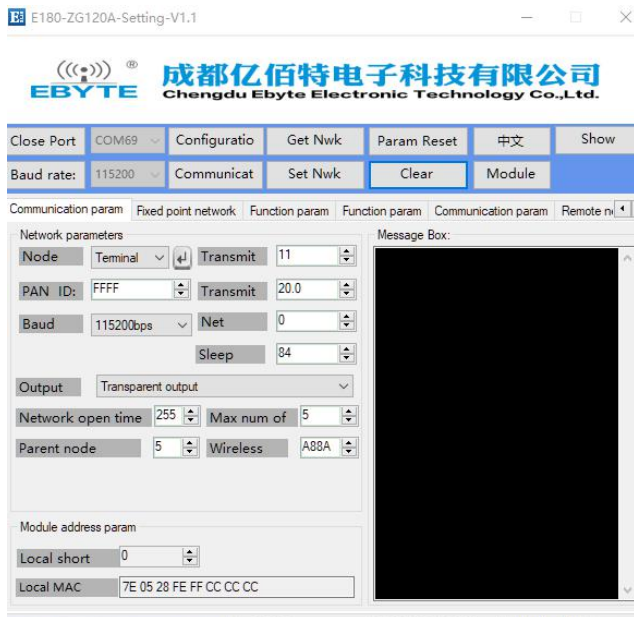 E180-ZG120A-Setting-V1.1
((•)) ®
EBYTE
成都亿佰特电子科技有限公司
Chengdu Ebyte Electronic Technology Co.,Ltd.
Close Port COM69 Configuratio Get Nwk Param Reset 中文 Show
Baud rate: 115200 Communicat Set Nwk Clear Module
Communication param Fixed point network Function param Function param Communication param Remote n
Network parameters
Node Terminal Transmit 11
PAN ID: FFFF Transmit 20.0
Baud 115200bps Net 0
Sleep 84
Output Transparent output
Network open time 255 Max num of 5
Parent node 5 Wireless A88A
Module address param
Local short 0
Local MAC 7E 05 28 FE FF CC CC CC
Message Box: